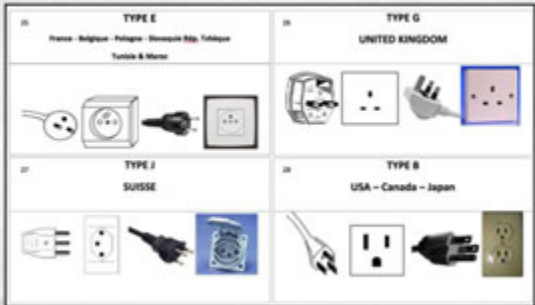 25
TYPE E
France - Belgique - Pologne - Slovaquie Rép. Tchèque
Tunisie & Maroc
26
TYPE G
UNITED KINGDOM
27
TYPE J
SUISSE
28
TYPE B
USA – Canada – Japan